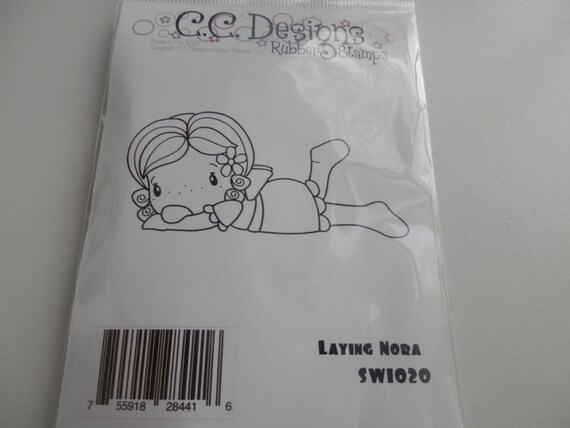 C.C. Designs
Rubber Stamps
LAYING NORA
SW1020
7 55918 28441 6